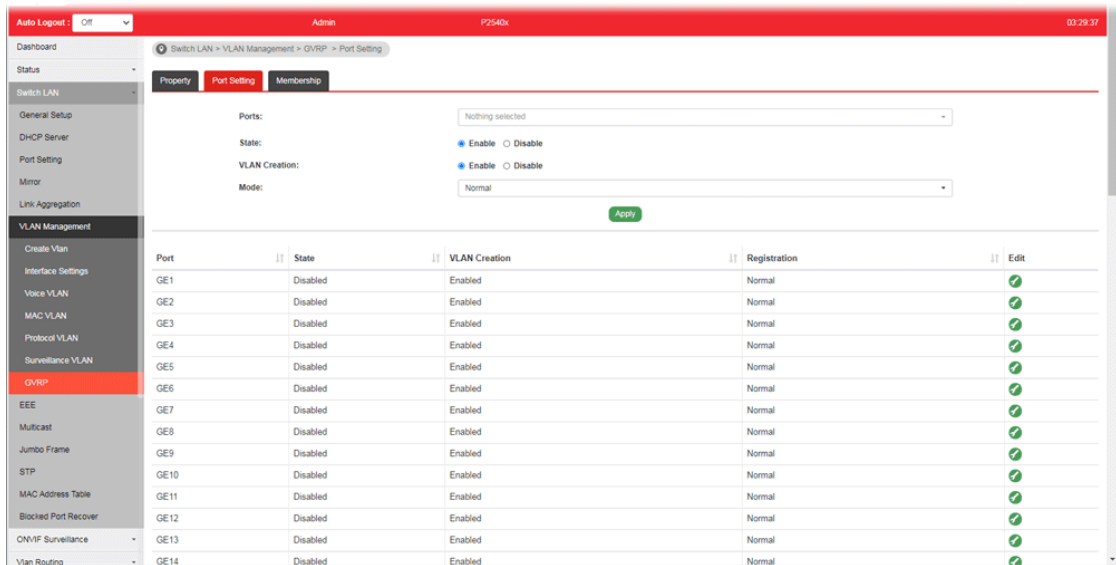 Auto Logout : Off Admin P2540x 03:29:37
Dashboard
Status
Switch LAN
General Setup
DHCP Server
Port Setting
Mirror
Link Aggregation
VLAN Management
Create Vlan
Interface Settings
Voice VLAN
MAC VLAN
Protocol VLAN
Surveillance VLAN
GVRP
EEE
Multicast
Jumbo Frame
STP
MAC Address Table
Blocked Port Recover
ONVIF Surveillance
Vlan Routing
Switch LAN > VLAN Management > GVRP > Port Setting
Property Port Setting Membership
Ports: Nothing selected
State: Enable Disable
VLAN Creation: Enable Disable
Mode: Normal
Apply
Port State VLAN Creation Registration Edit
GE1 Disabled Enabled Normal
GE2 Disabled Enabled Normal
GE3 Disabled Enabled Normal
GE4 Disabled Enabled Normal
GE5 Disabled Enabled Normal
GE6 Disabled Enabled Normal
GE7 Disabled Enabled Normal
GE8 Disabled Enabled Normal
GE9 Disabled Enabled Normal
GE10 Disabled Enabled Normal
GE11 Disabled Enabled Normal
GE12 Disabled Enabled Normal
GE13 Disabled Enabled Normal
GE14 Disabled Enabled Normal